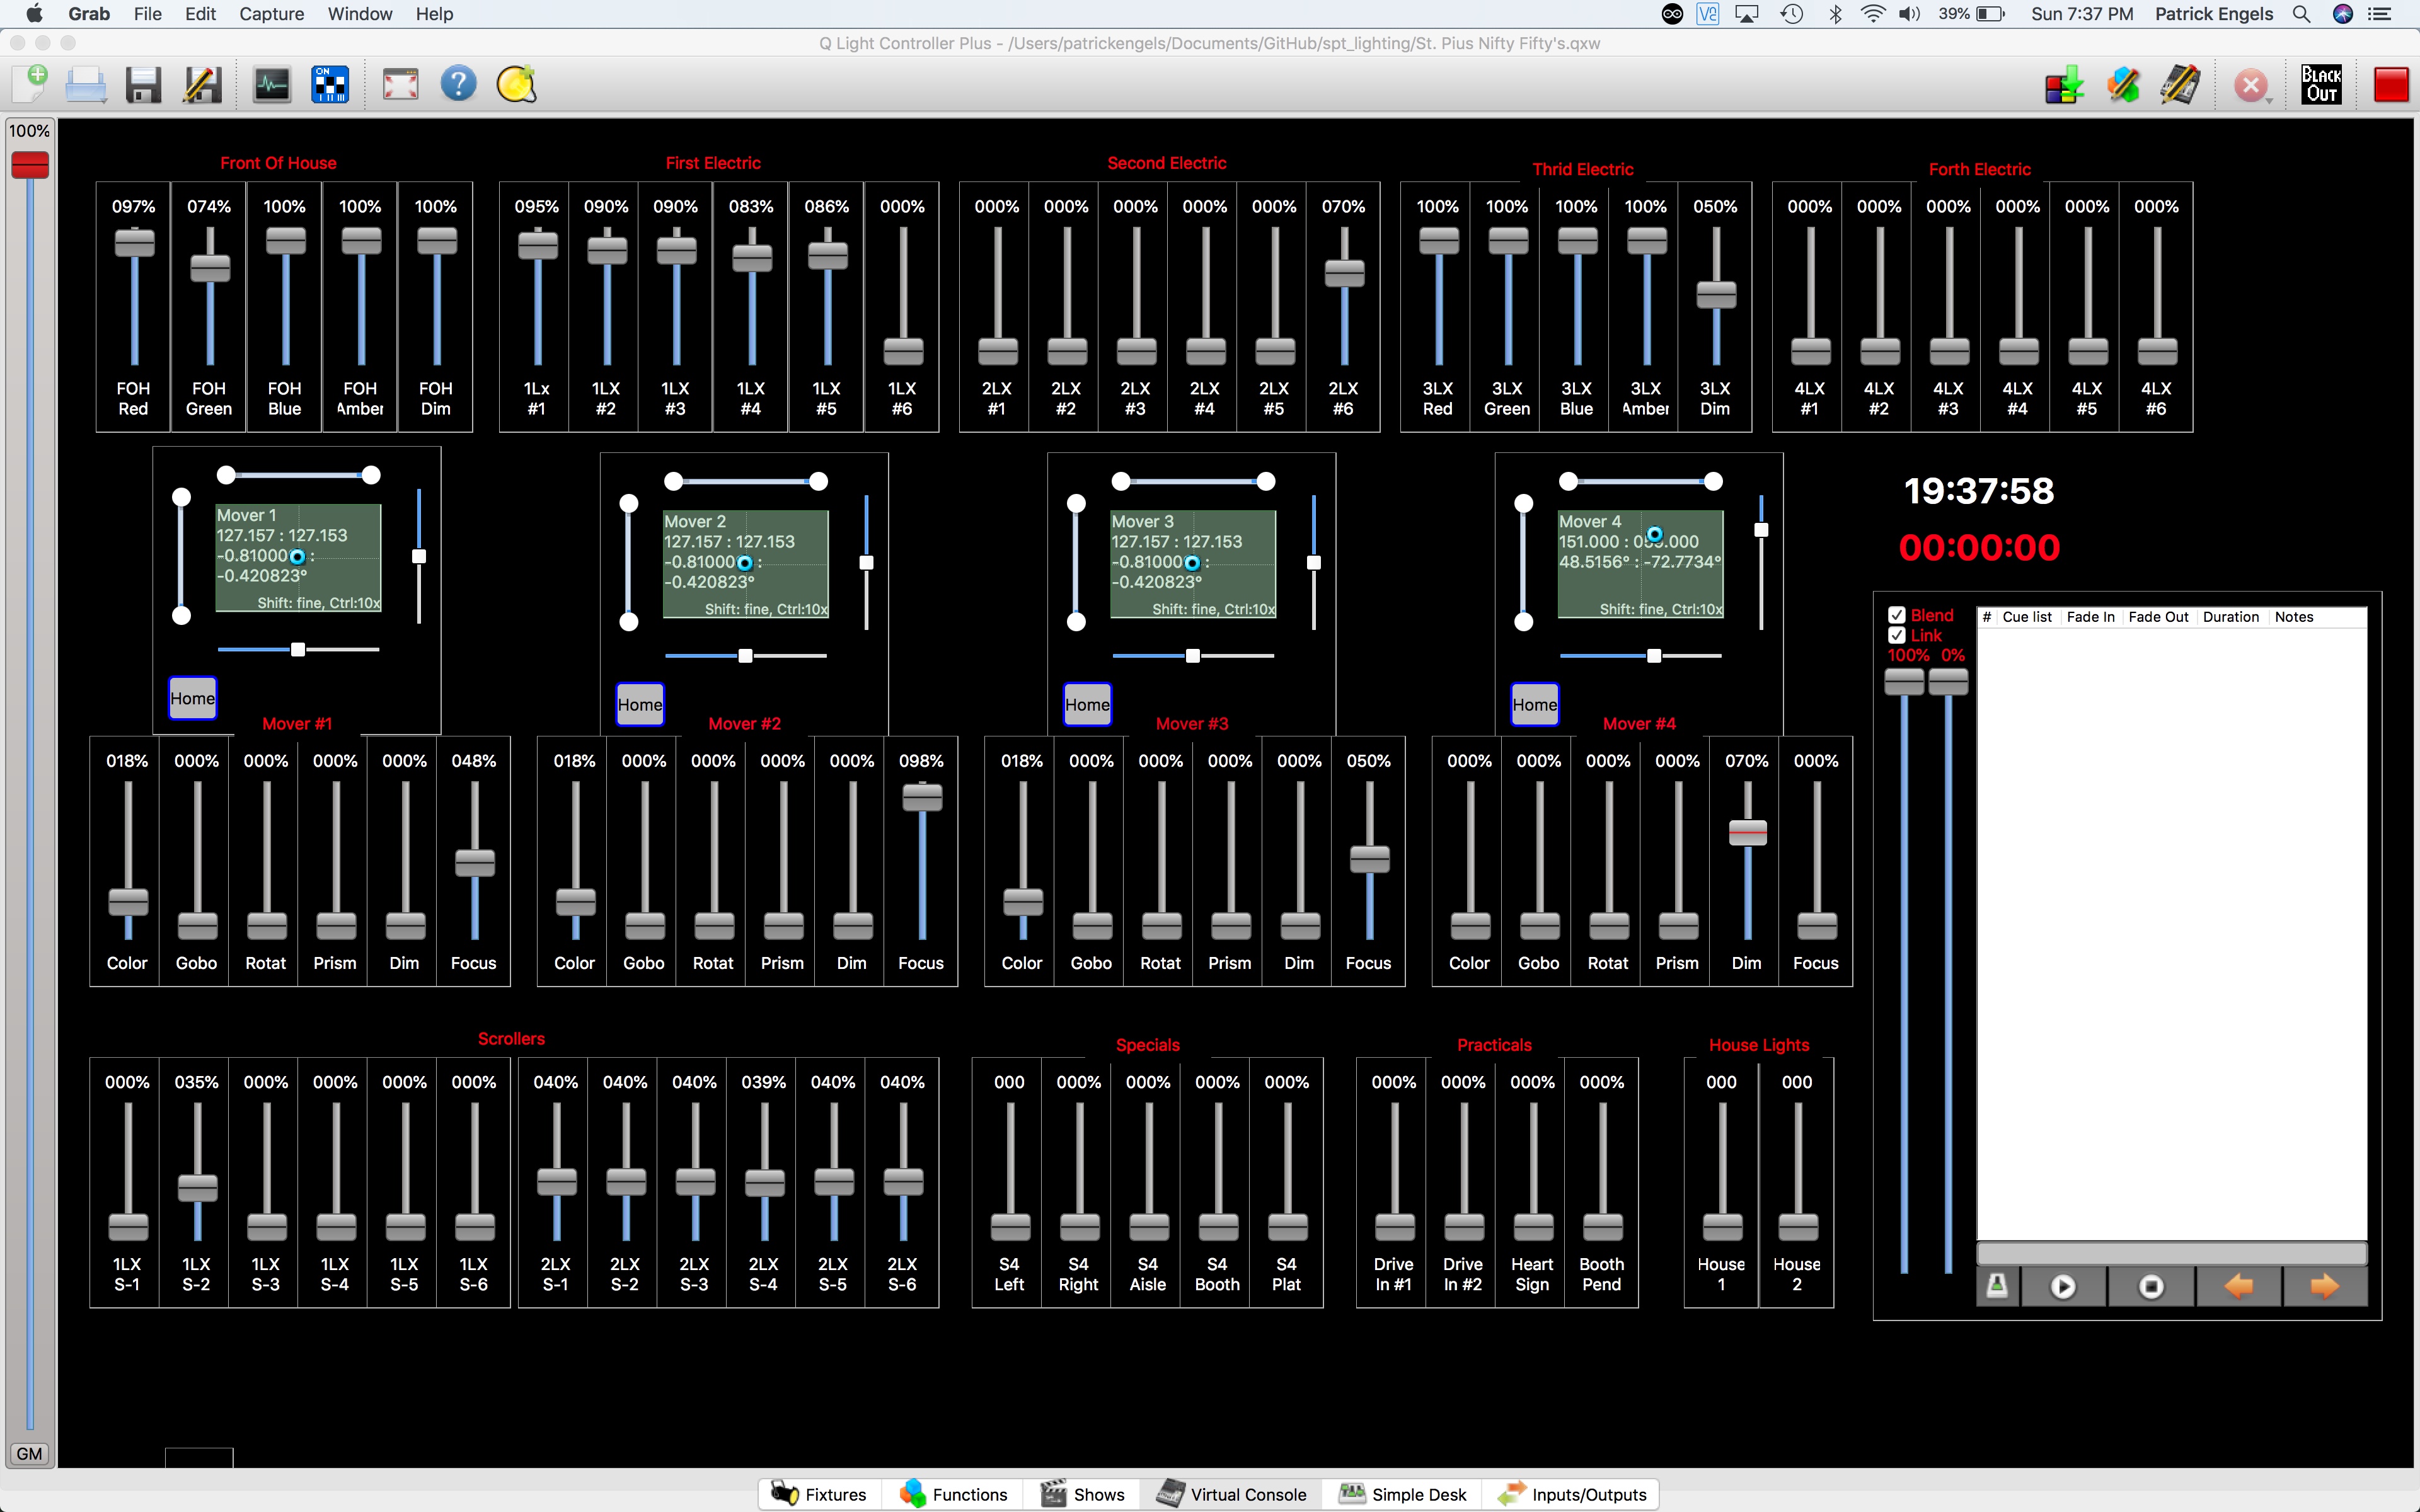 Grab File Edit Capture Window Help 39% Sun 7:37 PM Patrick Engels
Q Light Controller Plus - /Users/patrickengels/Documents/GitHub/spt_lighting/St. Pius Nifty Fifty's.qxw
ON
BLACK OUT
100%
Front Of House
097% 074% 100% 100% 100%
FOH Red
FOH Green
FOH Blue
FOH Amber
FOH Dim
First Electric
095% 090% 090% 083% 086% 000%
1Lx #1
1LX #2
1LX #3
1LX #4
1LX #5
1LX #6
Second Electric
000% 000% 000% 000% 000% 070%
2LX #1
2LX #2
2LX #3
2LX #4
2LX #5
2LX #6
Thrid Electric
100% 100% 100% 100% 050%
3LX Red
3LX Green
3LX Blue
3LX Amber
3LX Dim
Forth Electric
000% 000% 000% 000% 000% 000%
4LX #1
4LX #2
4LX #3
4LX #4
4LX #5
4LX #6
Mover 1
127.157 : 127.153
-0.81000 :
-0.420823°
Shift: fine, Ctrl:10x
Home
Mover 2
127.157 : 127.153
-0.81000 :
-0.420823°
Shift: fine, Ctrl:10x
Home
Mover 3
127.157 : 127.153
-0.81000 :
-0.420823°
Shift: fine, Ctrl:10x
Home
Mover 4
151.000 : .000
48.5156° : -72.7734°
Shift: fine, Ctrl:10x
Home
19:37:58
00:00:00
Blend
Link
100% 0%
# Cue list Fade In Fade Out Duration Notes
Mover #1
018% 000% 000% 000% 000% 048%
Color Gobo Rotat Prism Dim Focus
Mover #2
018% 000% 000% 000% 000% 098%
Color Gobo Rotat Prism Dim Focus
Mover #3
018% 000% 000% 000% 000% 050%
Color Gobo Rotat Prism Dim Focus
Mover #4
000% 000% 000% 000% 070% 000%
Color Gobo Rotat Prism Dim Focus
Scrollers
000% 035% 000% 000% 000% 000%
1LX S-1
1LX S-2
1LX S-3
1LX S-4
1LX S-5
1LX S-6
040% 040% 040% 039% 040% 040%
2LX S-1
2LX S-2
2LX S-3
2LX S-4
2LX S-5
2LX S-6
Specials
000 000% 000% 000% 000%
S4 Left
S4 Right
S4 Aisle
S4 Booth
S4 Plat
Practicals
000% 000% 000% 000%
Drive In #1
Drive In #2
Heart Sign
Booth Pend
House Lights
000 000
House 1
House 2
GM
Fixtures Functions Shows Virtual Console Simple Desk Inputs/Outputs